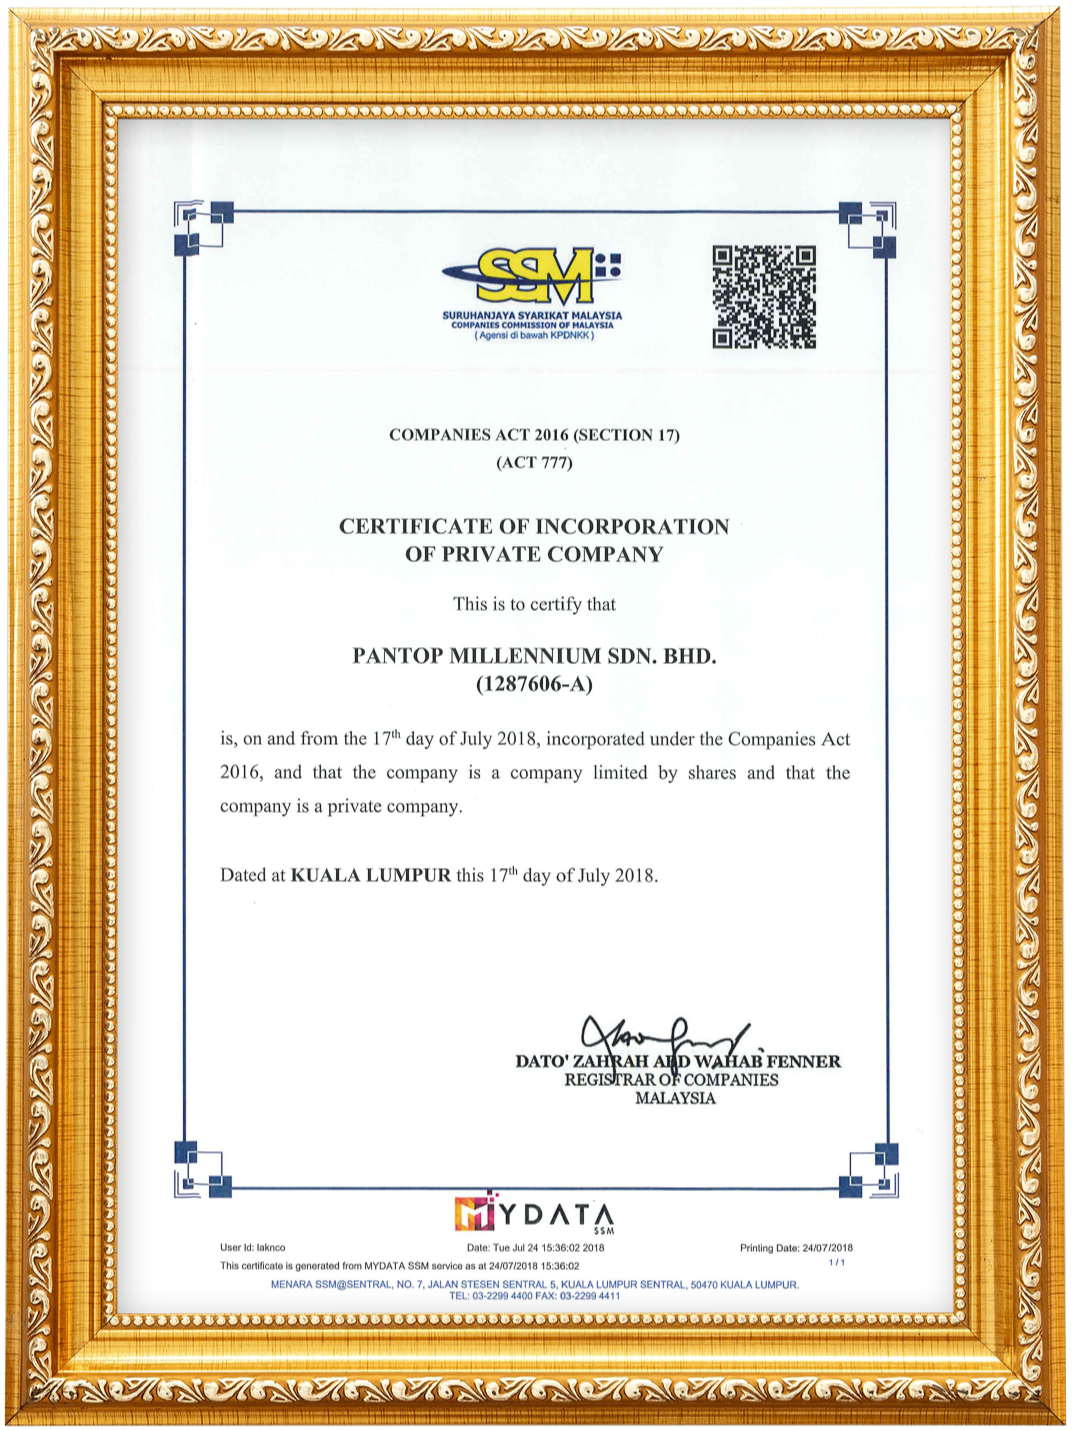 SSM
SURUHANJAYA SYARIKAT MALAYSIA
COMPANIES COMMISSION OF MALAYSIA
(Agensi di bawah KPDNKK)
COMPANIES ACT 2016 (SECTION 17)
(ACT 777)
CERTIFICATE OF INCORPORATION
OF PRIVATE COMPANY
This is to certify that
PANTOP MILLENNIUM SDN. BHD.
(1287606-A)
is, on and from the 17th day of July 2018, incorporated under the Companies Act
2016, and that the company is a company limited by shares and that the
company is a private company.
Dated at KUALA LUMPUR this 17th day of July 2018.
DATO' ZAHRAH ABD WAHAB FENNER
REGISTRAR OF COMPANIES
MALAYSIA
MYDATA
SSM
User Id: laknco Date: Tue Jul 24 15:36:02 2018 Printing Date: 24/07/2018
This certificate is generated from MYDATA SSM service as at 24/07/2018 15:36:02 1 / 1
MENARA SSM@SENTRAL, NO. 7, JALAN STESEN SENTRAL 5, KUALA LUMPUR SENTRAL, 50470 KUALA LUMPUR.
TEL: 03-2299 4400 FAX: 03-2299 4411